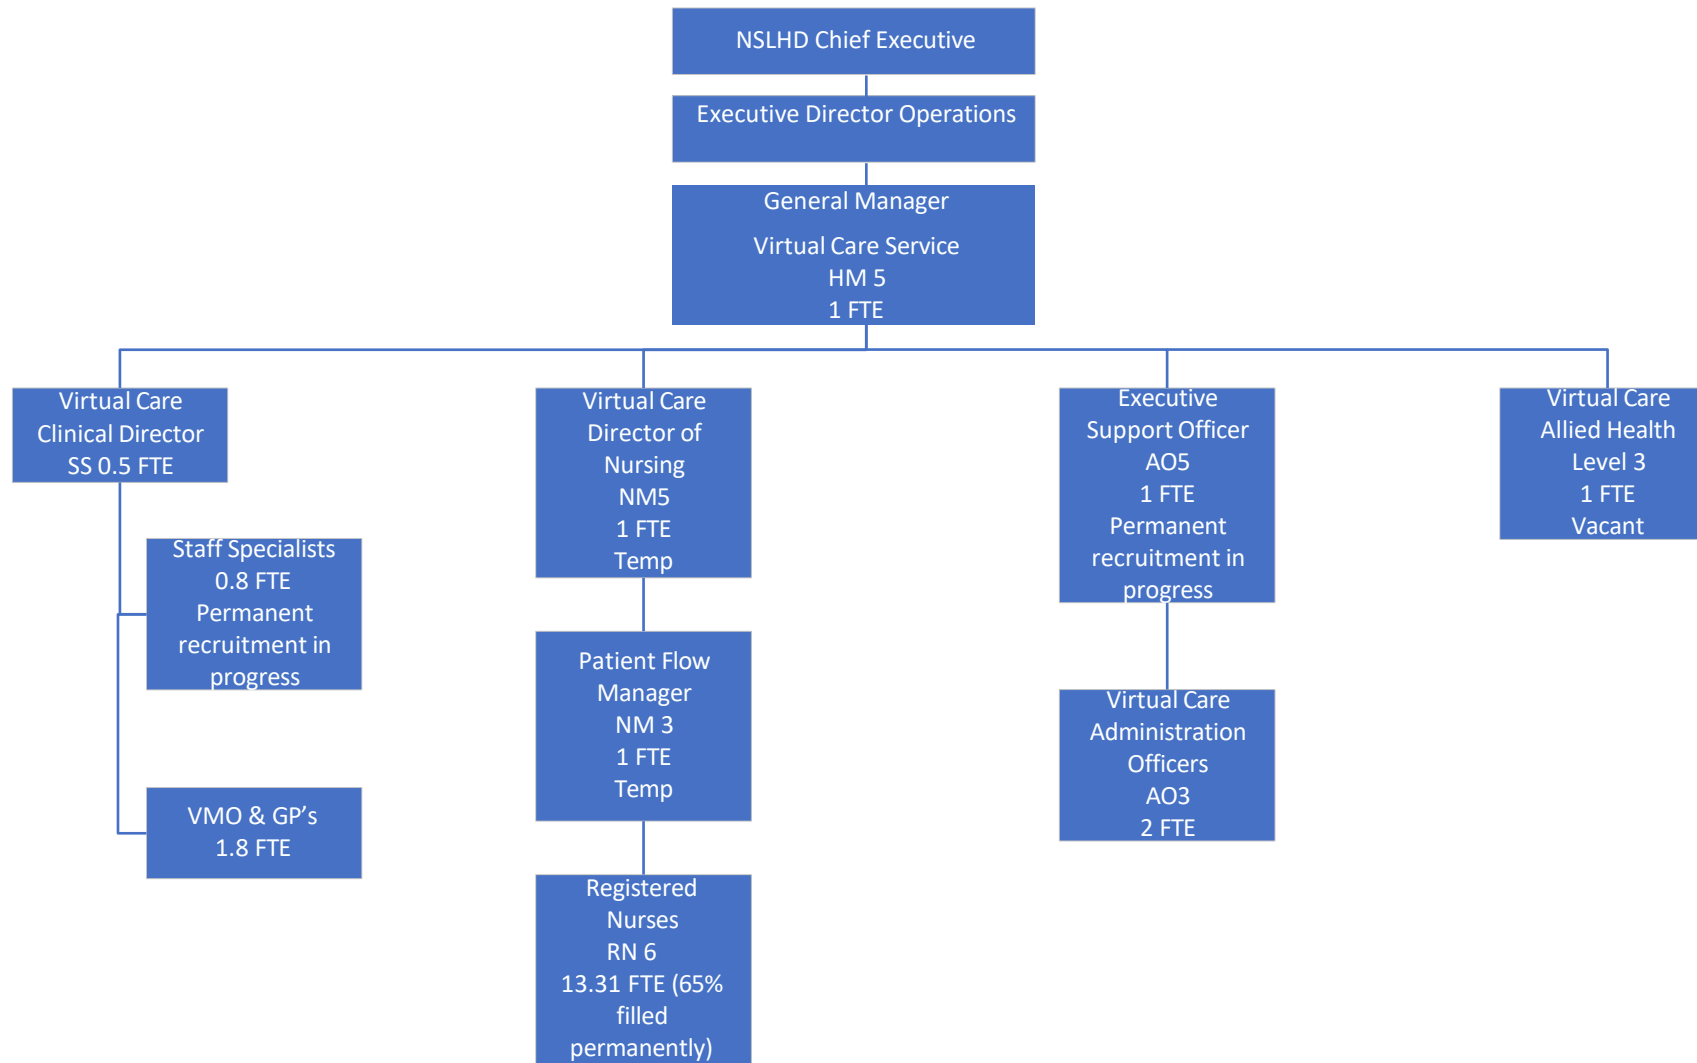 NSLHD Chief Executive
Executive Director Operations
General Manager
Virtual Care Service
HM 5
1 FTE
Virtual Care
Clinical Director
SS 0.5 FTE
Staff Specialists
0.8 FTE
Permanent
recruitment in
progress
VMO & GP’s
1.8 FTE
Virtual Care
Director of
Nursing
NM5
1 FTE
Temp
Patient Flow
Manager
NM 3
1 FTE
Temp
Registered
Nurses
RN 6
13.31 FTE (65%
filled
permanently)
Executive
Support Officer
AO5
1 FTE
Permanent
recruitment in
progress
Virtual Care
Administration
Officers
AO3
2 FTE
Virtual Care
Allied Health
Level 3
1 FTE
Vacant